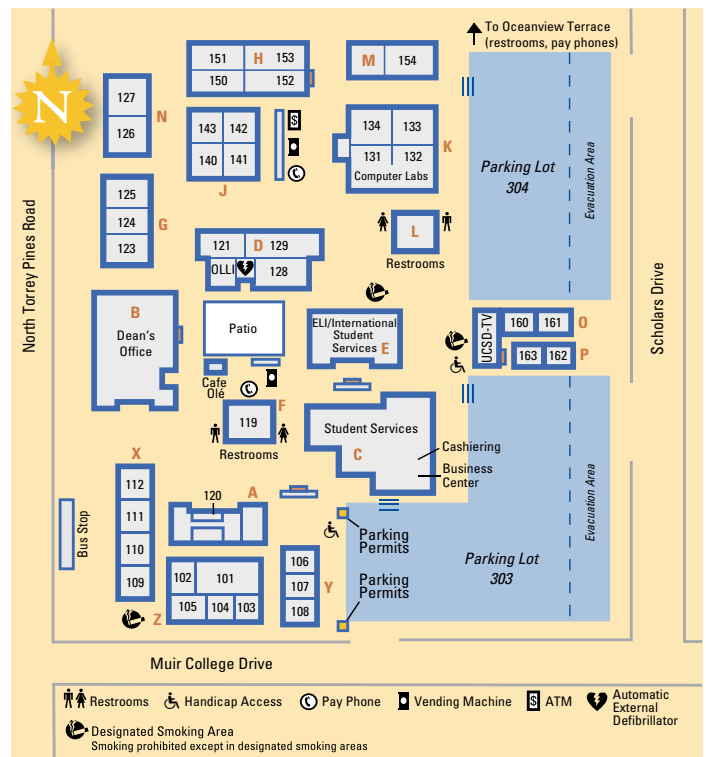 To Oceanview Terrace
(restrooms, pay phones)
N
151
H
153
150
152
M
154
127
126
N
143
142
140
141
J
$
134
133
131
132
Computer Labs
K
Parking Lot
304
Evacuation Area
125
124
123
G
121
D
129
OLLI
128
L
Restrooms
North Torrey Pines Road
Scholars Drive
B
Dean's
Office
Patio
ELI/International
Student
Services
E
UCSD-TV
160
161
O
163
162
P
Cafe
Olé
F
119
Restrooms
Student Services
C
Cashiering
Business
Center
X
112
111
110
109
Bus Stop
120
A
Parking
Permits
Parking
Permits
Parking Lot
303
Evacuation Area
102
101
105
104
103
Z
106
107
108
Y
Muir College Drive
Restrooms
Handicap Access
Pay Phone
Vending Machine
$
ATM
Automatic
External
Defibrillator
Designated Smoking Area
Smoking prohibited except in designated smoking areas